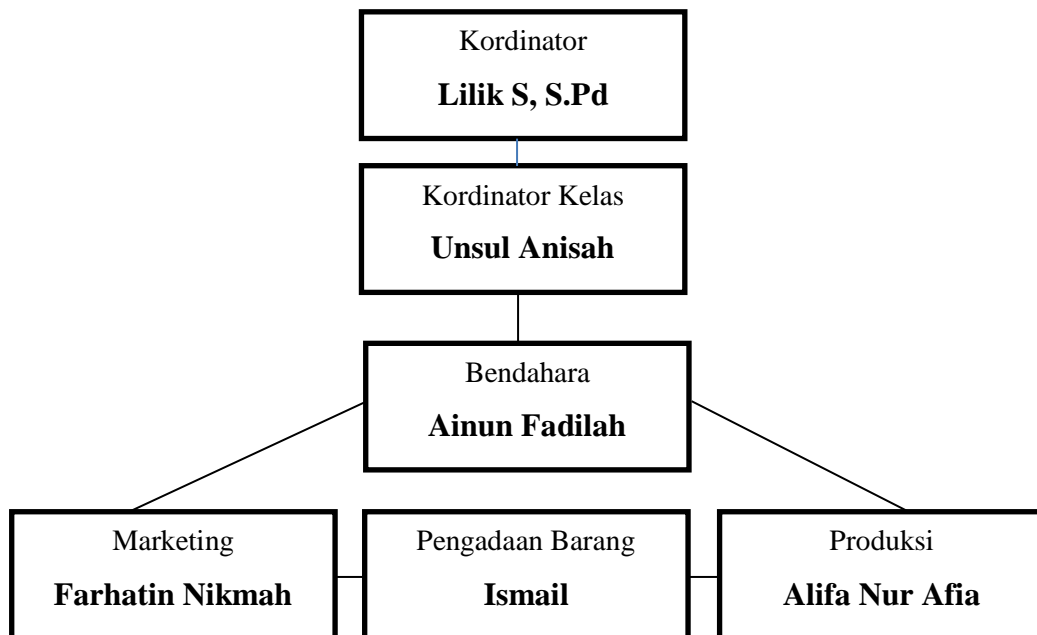 Kordinator
Lilik S, S.Pd
Kordinator Kelas
Unsul Anisah
Bendahara
Ainun Fadilah
Marketing
Farhatin Nikmah
Pengadaan Barang
Ismail
Produksi
Alifa Nur Afia